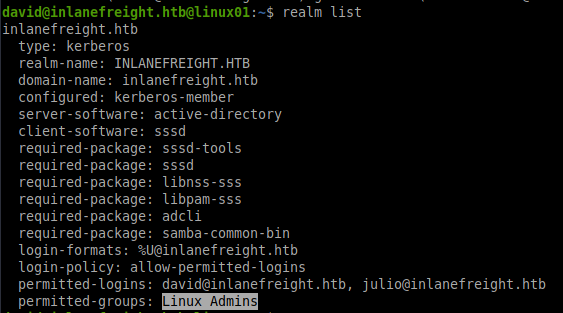 david@inlanefreight.htb@linux01:~$ realm list
inlanefreight.htb
type: kerberos
realm-name: INLANEFREIGHT.HTB
domain-name: inlanefreight.htb
configured: kerberos-member
server-software: active-directory
client-software: sssd
required-package: sssd-tools
required-package: sssd
required-package: libnss-sss
required-package: libpam-sss
required-package: adcli
required-package: samba-common-bin
login-formats: %U@inlanefreight.htb
login-policy: allow-permitted-logins
permitted-logins: david@inlanefreight.htb, julio@inlanefreight.htb
permitted-groups: Linux Admins